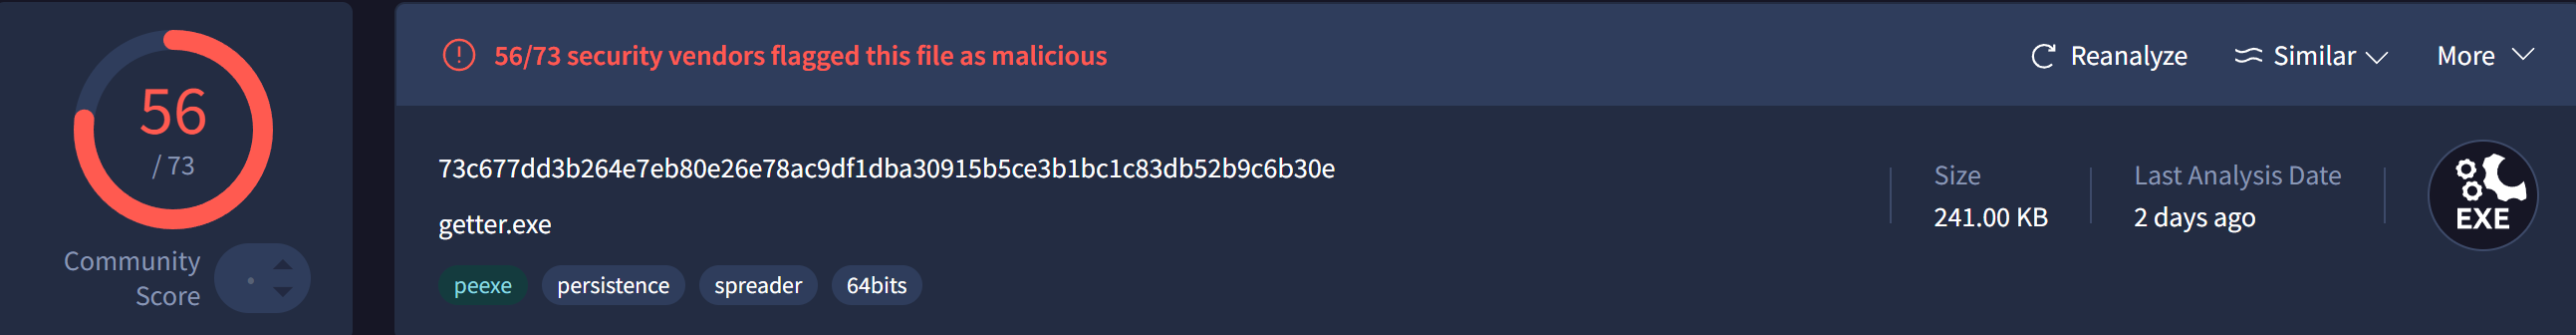 56
/ 73
Community
Score
56/73 security vendors flagged this file as malicious
Reanalyze
Similar
More
73c677dd3b264e7eb80e26e78ac9df1dba30915b5ce3b1bc1c83db52b9c6b30e
getter.exe
peexe
persistence
spreader
64bits
Size
241.00 KB
Last Analysis Date
2 days ago
EXE